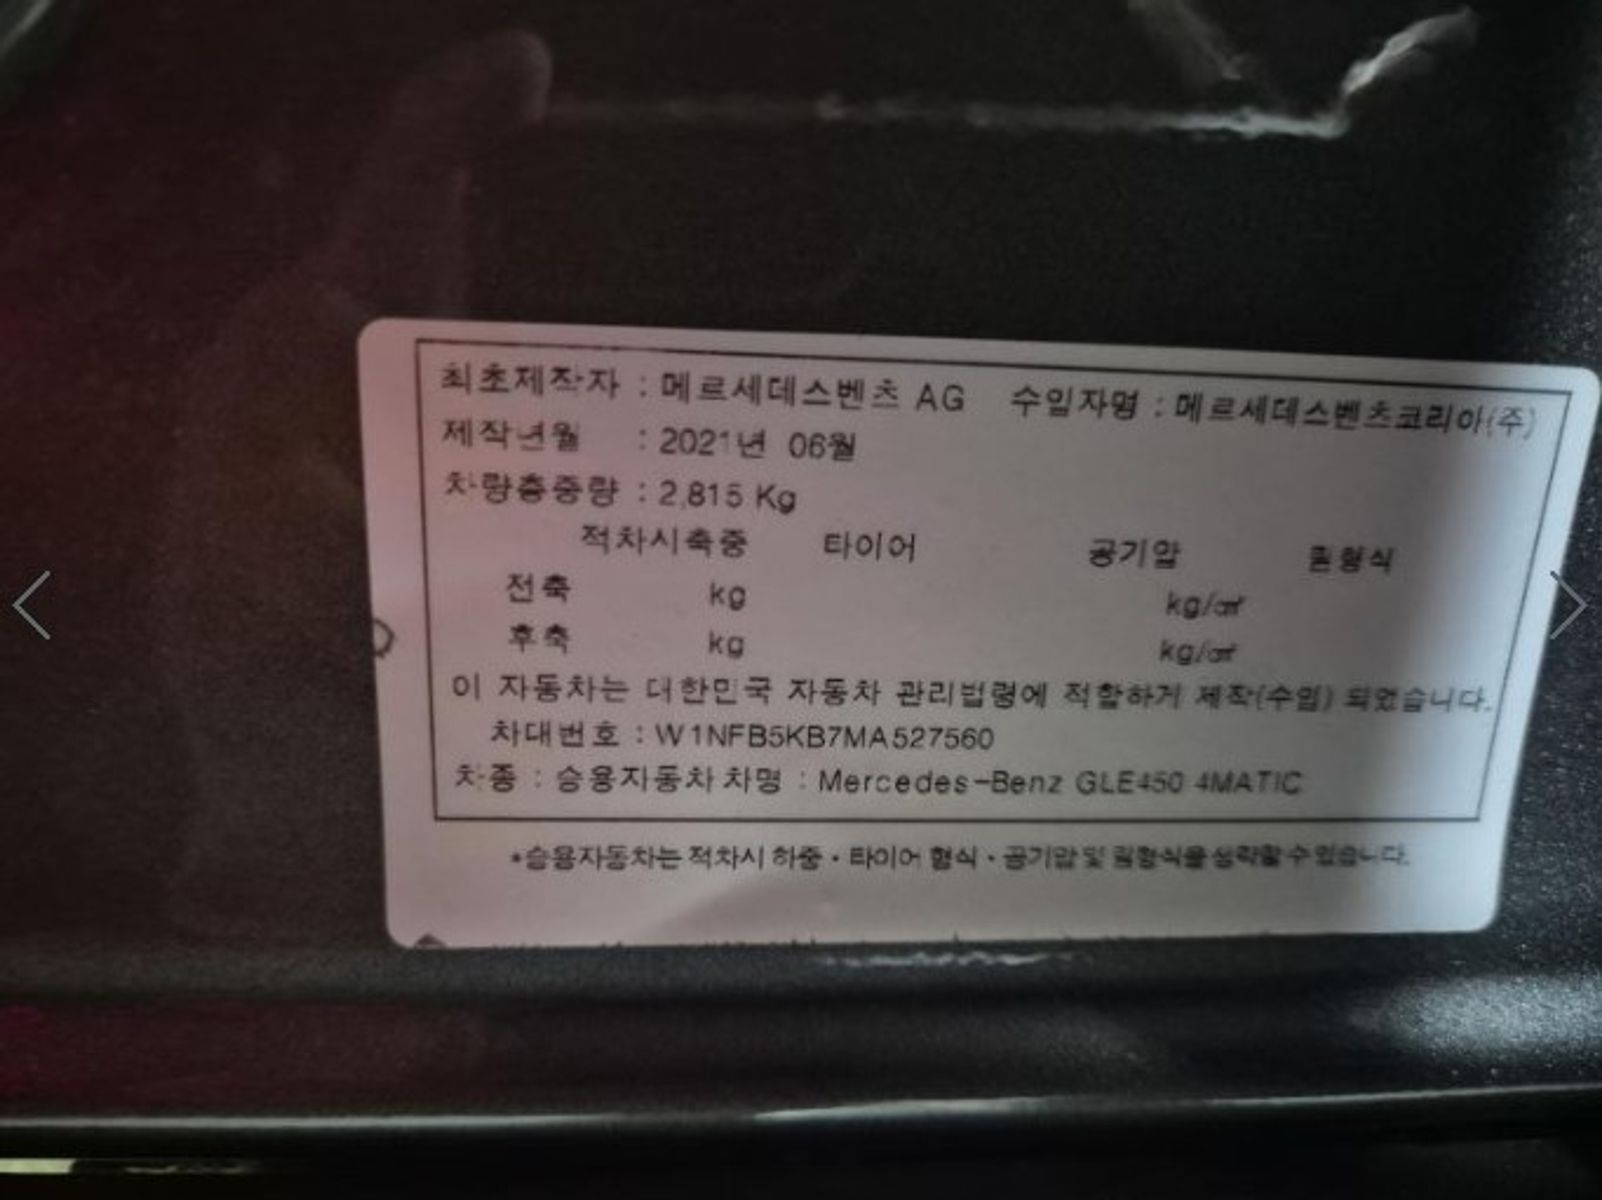 최초제작자 : 메르세데스벤츠 AG 수입자명 : 메르세데스벤츠코리아(주)
제작년월 : 2021년 06월
차량총중량 : 2,815 Kg
적차시축중 타이어 공기압 림형식
전축 kg kg/㎠
후축 kg kg/㎠
이 자동차는 대한민국 자동차 관리법령에 적합하게 제작(수입) 되었습니다.
차대번호 : W1NFB5KB7MA527560
차종 : 승용자동차 차명 : Mercedes-Benz GLE450 4MATIC
*승용자동차는 적차시 하중·타이어 형식·공기압 및 림형식을 생략할 수 있습니다.